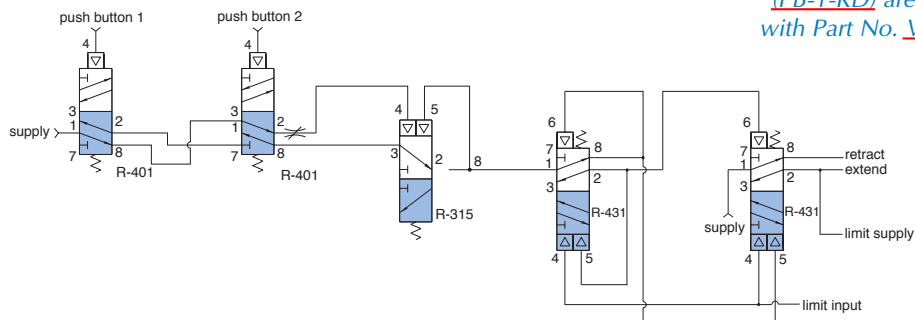 (PB-1-RD) are
with Part No. V
push button 1
push button 2
4
4
3
1
2
7
8
supply
R-401
3
1
2
7
8
R-401
4
5
3
2
R-315
8
6
7
8
1
3
2
R-431
4
5
6
7
8
1
3
2
R-431
supply
4
5
retract
extend
limit supply
limit input